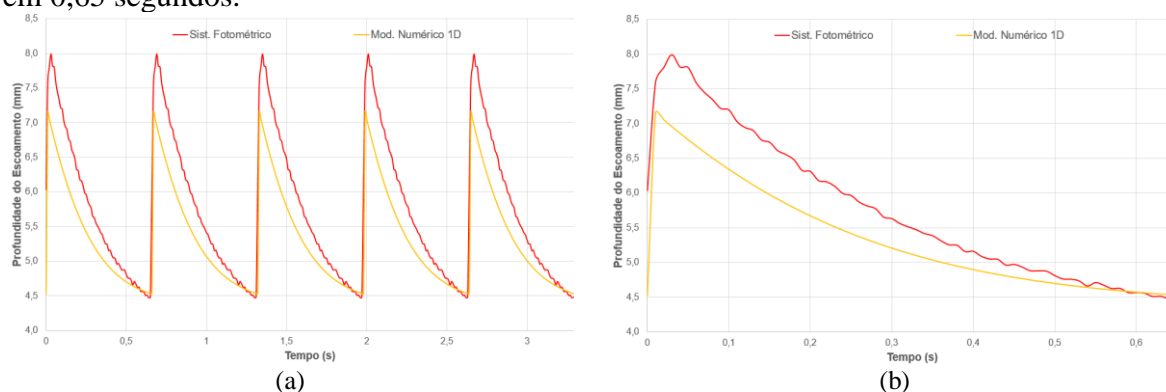 em 0,65 segundos.
Sist. Fotométrico Mod. Numérico 1D
Profundidade do Escoamento (mm)
8,5
8,0
7,5
7,0
6,5
6,0
5,5
5,0
4,5
4,0
0 0,5 1 1,5 2 2,5 3
Tempo (s)
(a)
Sist. Fotométrico Mod. Numérico 1D
Profundidade do Escoamento (mm)
8,5
8,0
7,5
7,0
6,5
6,0
5,5
5,0
4,5
4,0
0 0,1 0,2 0,3 0,4 0,5 0,6
Tempo (s)
(b)